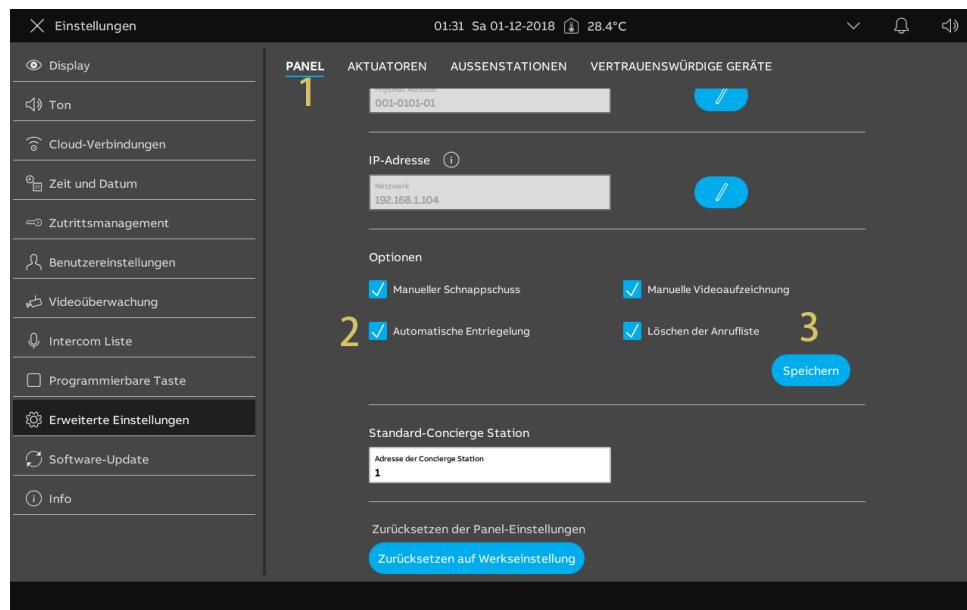 Einstellungen
01:31 Sa 01-12-2018 28.4°C
Display
Ton
Cloud-Verbindungen
Zeit und Datum
Zutrittsmanagement
Benutzereinstellungen
Videoüberwachung
Intercom Liste
Programmierbare Taste
Erweiterte Einstellungen
Software-Update
Info
PANEL AKTUATOREN AUSSENSTATIONEN VERTRAUENSWÜRDIGE GERÄTE
1
001-0101-01
IP-Adresse
Netzwerk
192.168.1.104
Optionen
Manueller Schnappschuss
Manuelle Videoaufzeichnung
2
Automatische Entriegelung
Löschen der Anrufliste
3
Speichern
Standard-Concierge Station
Adresse der Concierge Station
1
Zurücksetzen der Panel-Einstellungen
Zurücksetzen auf Werkseinstellung